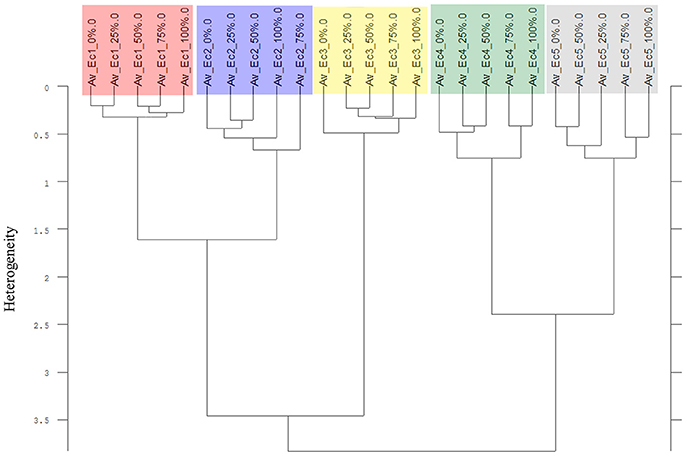 Av_Ec1_0%.0
Av_Ec1_25%.0
Av_Ec1_50%.0
Av_Ec1_75%.0
Av_Ec1_100%.0
Av_Ec2_0%.0
Av_Ec2_25%.0
Av_Ec2_50%.0
Av_Ec2_100%.0
Av_Ec2_75%.0
Av_Ec3_0%.0
Av_Ec3_25%.0
Av_Ec3_50%.0
Av_Ec3_75%.0
Av_Ec3_100%.0
Av_Ec4_0%.0
Av_Ec4_25%.0
Av_Ec4_50%.0
Av_Ec4_75%.0
Av_Ec4_100%.0
Av_Ec5_0%.0
Av_Ec5_50%.0
Av_Ec5_25%.0
Av_Ec5_75%.0
Av_Ec5_100%.0
0
0.5
1
1.5
2
2.5
3
3.5
Heterogeneity